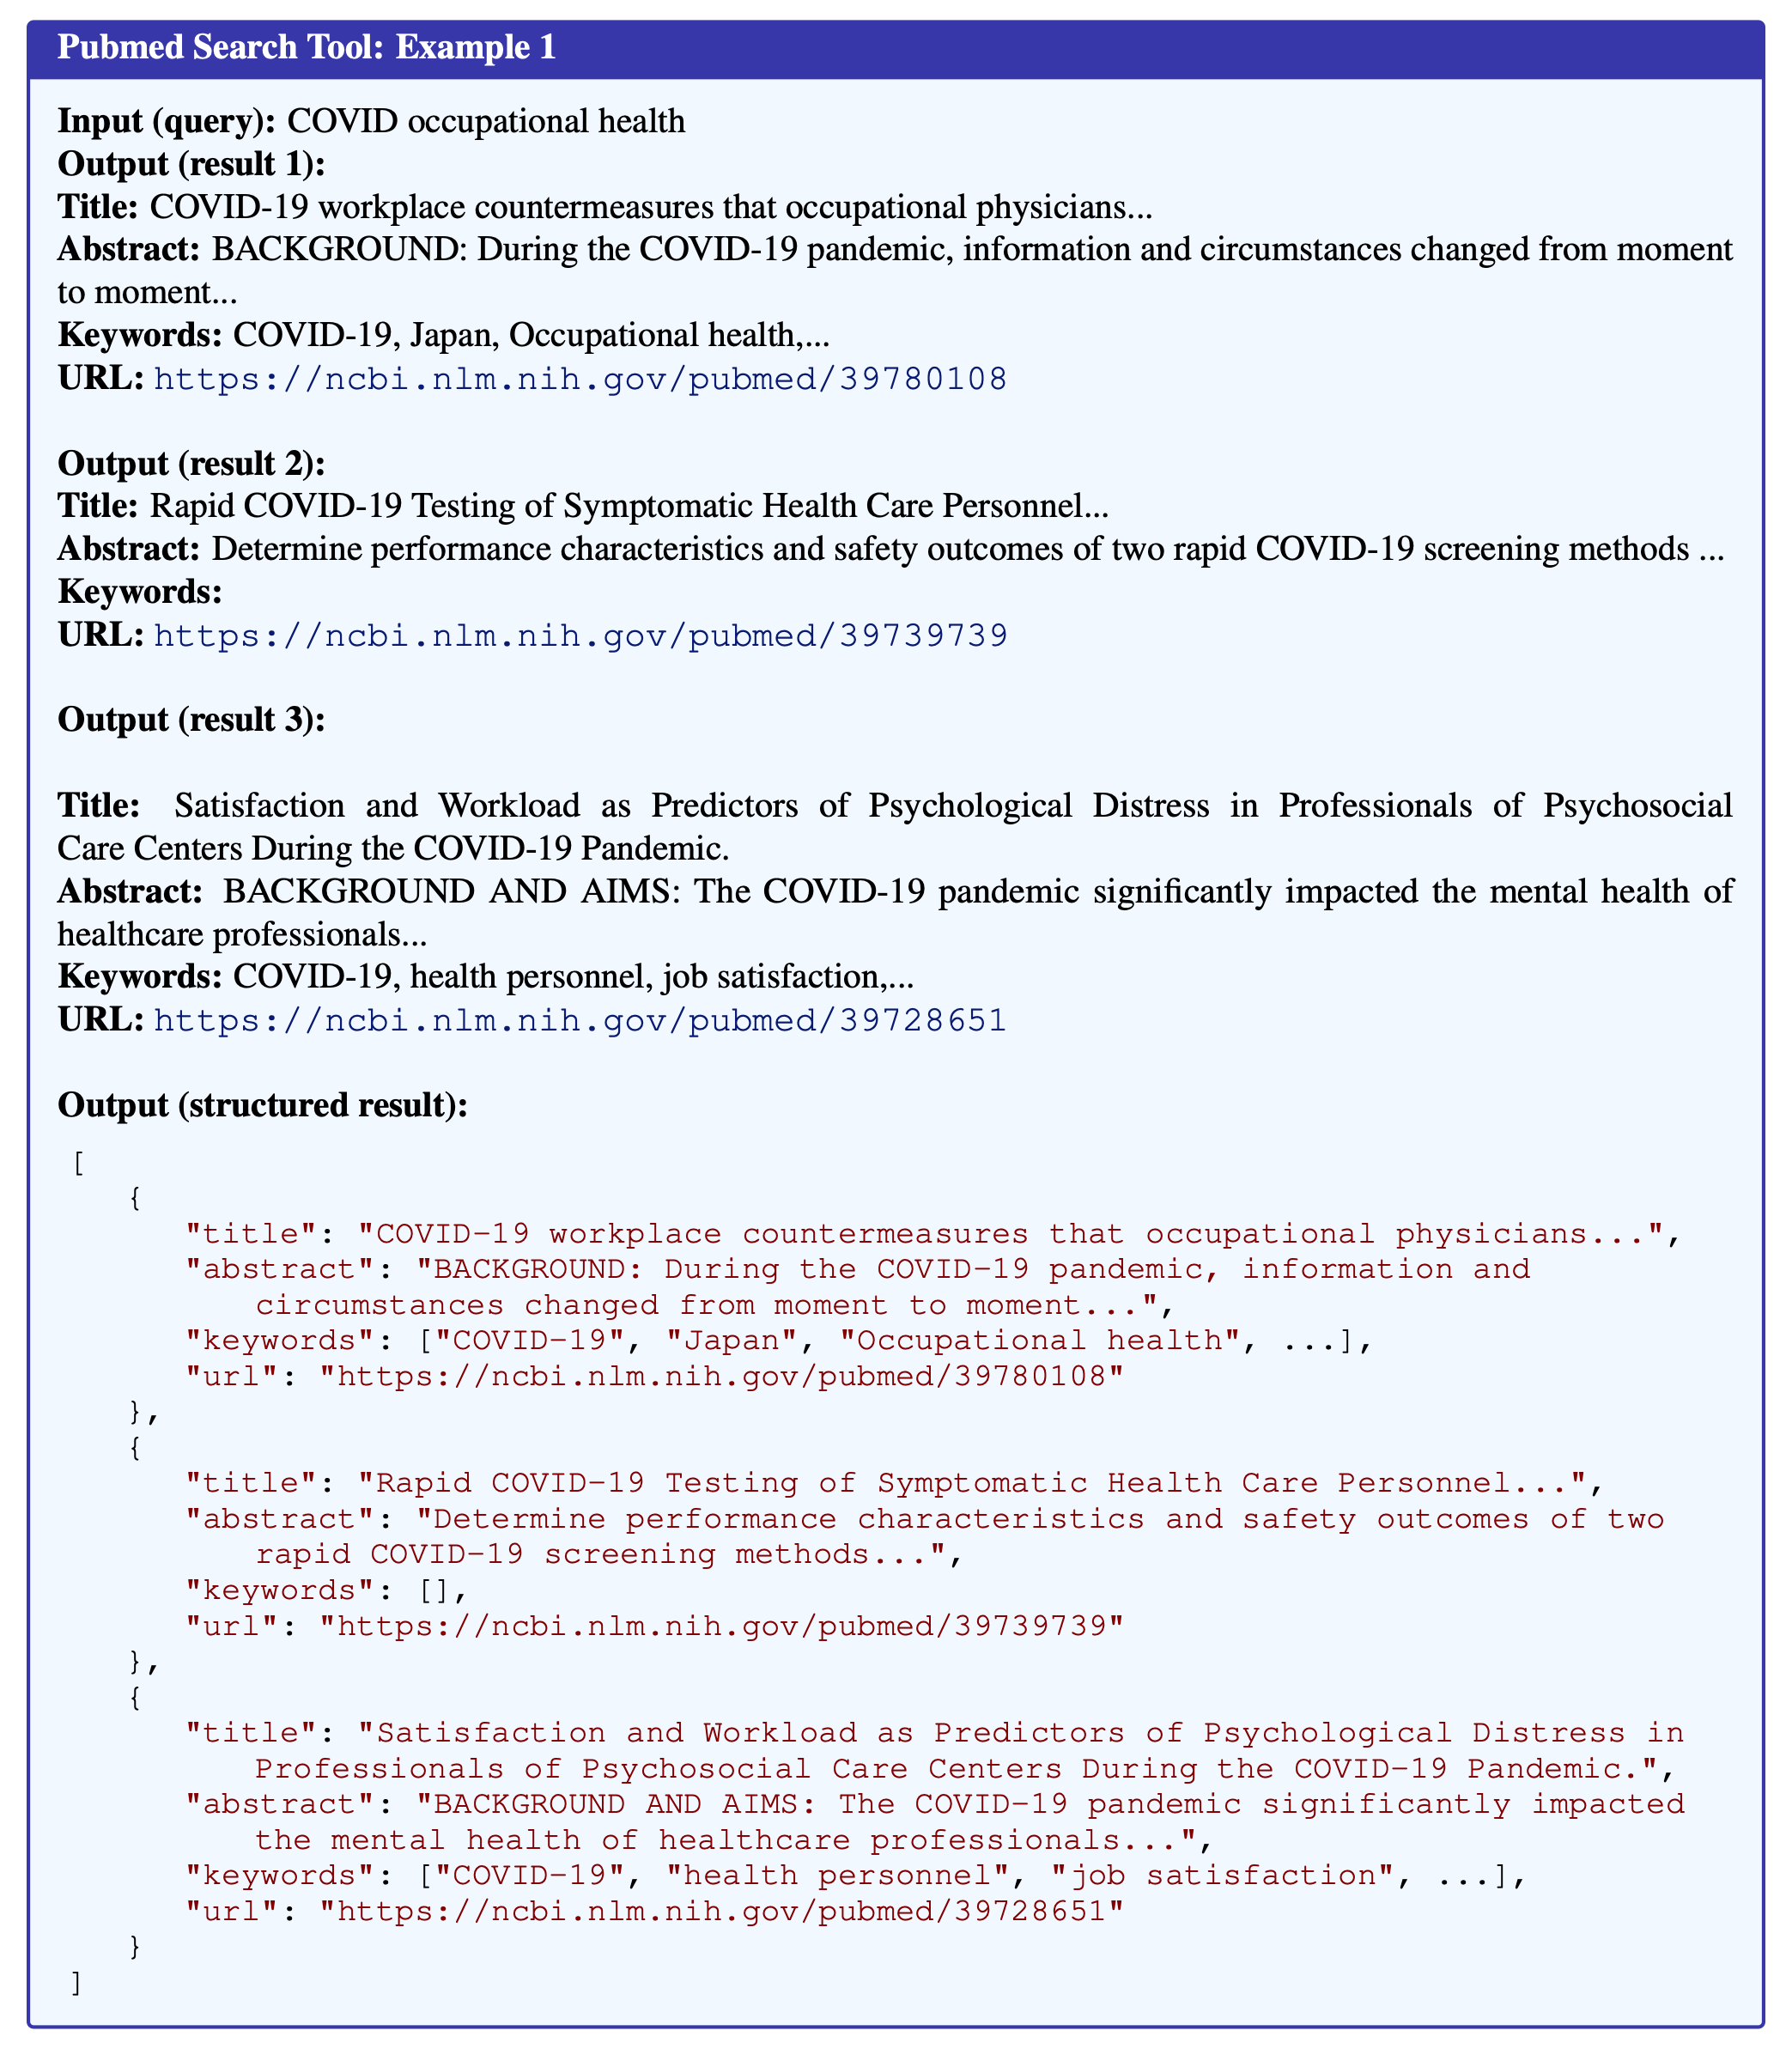 Pubmed Search Tool: Example 1
Input (query): COVID occupational health
Output (result 1):
Title: COVID-19 workplace countermeasures that occupational physicians...
Abstract: BACKGROUND: During the COVID-19 pandemic, information and circumstances changed from moment
to moment...
Keywords: COVID-19, Japan, Occupational health,...
URL: https://ncbi.nlm.nih.gov/pubmed/39780108
Output (result 2):
Title: Rapid COVID-19 Testing of Symptomatic Health Care Personnel...
Abstract: Determine performance characteristics and safety outcomes of two rapid COVID-19 screening methods ...
Keywords:
URL: https://ncbi.nlm.nih.gov/pubmed/39739739
Output (result 3):
Title: Satisfaction and Workload as Predictors of Psychological Distress in Professionals of Psychosocial
Care Centers During the COVID-19 Pandemic.
Abstract: BACKGROUND AND AIMS: The COVID-19 pandemic significantly impacted the mental health of
healthcare professionals...
Keywords: COVID-19, health personnel, job satisfaction,...
URL: https://ncbi.nlm.nih.gov/pubmed/39728651
Output (structured result):
[
{
"title": "COVID-19 workplace countermeasures that occupational physicians...",
"abstract": "BACKGROUND: During the COVID-19 pandemic, information and
circumstances changed from moment to moment...",
"keywords": ["COVID-19", "Japan", "Occupational health", ...],
"url": "https://ncbi.nlm.nih.gov/pubmed/39780108"
},
{
"title": "Rapid COVID-19 Testing of Symptomatic Health Care Personnel...",
"abstract": "Determine performance characteristics and safety outcomes of two
rapid COVID-19 screening methods...",
"keywords": [],
"url": "https://ncbi.nlm.nih.gov/pubmed/39739739"
},
{
"title": "Satisfaction and Workload as Predictors of Psychological Distress in
Professionals of Psychosocial Care Centers During the COVID-19 Pandemic.",
"abstract": "BACKGROUND AND AIMS: The COVID-19 pandemic significantly impacted
the mental health of healthcare professionals...",
"keywords": ["COVID-19", "health personnel", "job satisfaction", ...],
"url": "https://ncbi.nlm.nih.gov/pubmed/39728651"
}
]